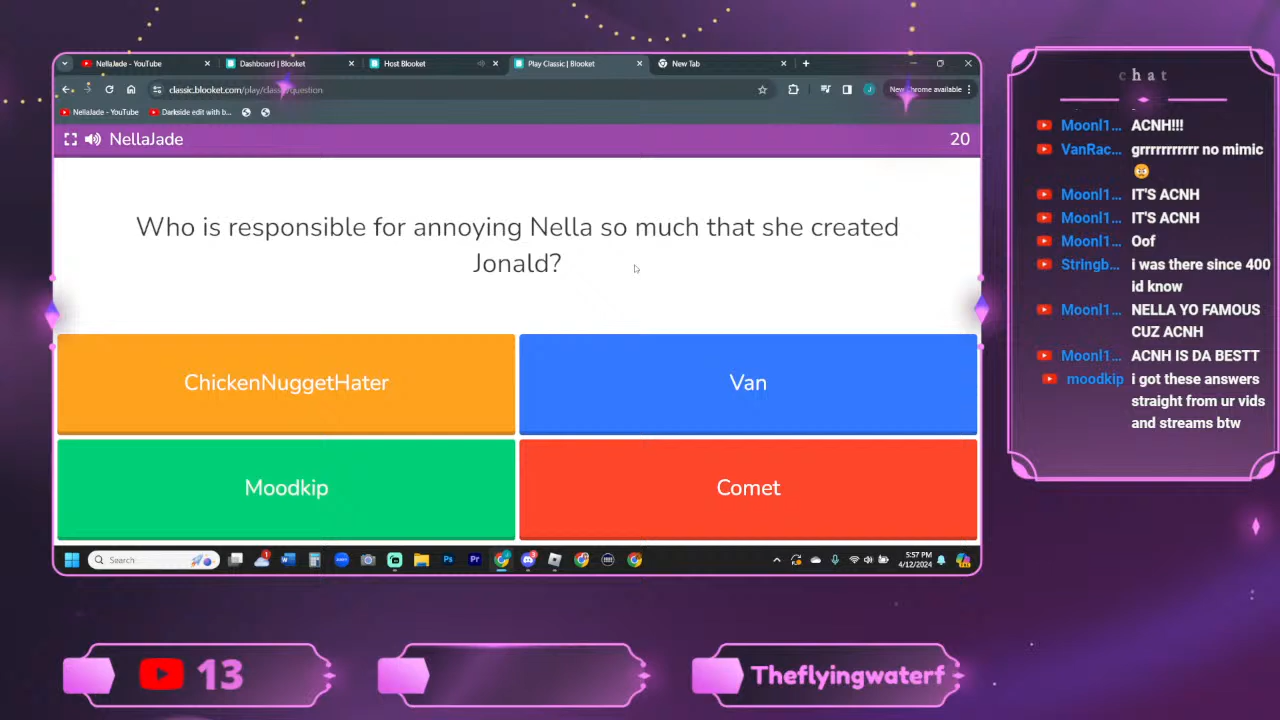 NellaJade - YouTube
Dashboard | Blooket
Host Blooket
Play Classic | Blooket
New Tab
classic.blooket.com/play/classic/question
New Chrome available
NellaJade - YouTube
Darkside edit with b...
NellaJade
20
Who is responsible for annoying Nella so much that she created
Jonald?
ChickenNuggetHater
Van
Moodkip
Comet
Search
5:57 PM
4/12/2024
chat
Moonl1... ACNH!!!
VanRac... grrrrrrrrrrr no mimic
Moonl1... IT'S ACNH
Moonl1... IT'S ACNH
Moonl1... Oof
Stringb... i was there since 400
id know
Moonl1... NELLA YO FAMOUS
CUZ ACNH
Moonl1... ACNH IS DA BESTT
moodkip i got these answers
straight from ur vids
and streams btw
13
Theflyingwaterf